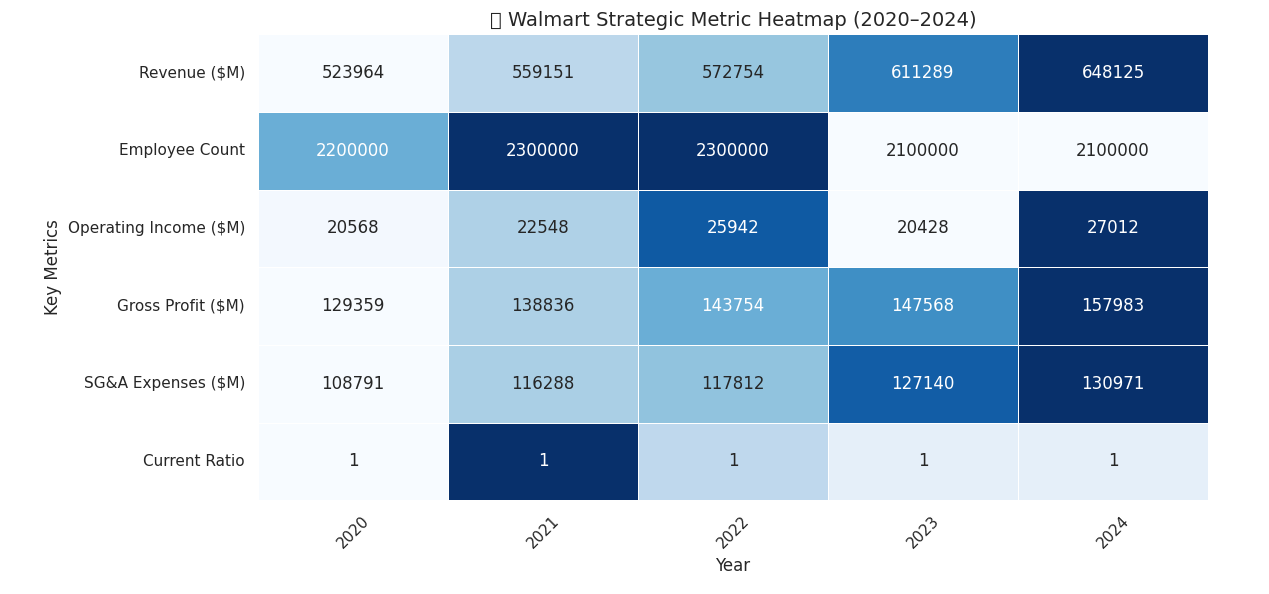 ▯ Walmart Strategic Metric Heatmap (2020–2024)
Key Metrics
Revenue ($M) 523964 559151 572754 611289 648125
Employee Count 2200000 2300000 2300000 2100000 2100000
Operating Income ($M) 20568 22548 25942 20428 27012
Gross Profit ($M) 129359 138836 143754 147568 157983
SG&A Expenses ($M) 108791 116288 117812 127140 130971
Current Ratio 1 1 1 1 1
2020 2021 2022 2023 2024
Year